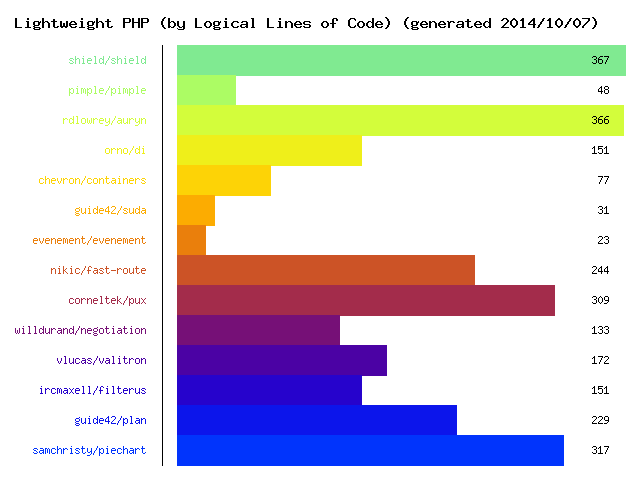 Lightweight PHP (by Logical Lines of Code) (generated 2014/10/07)
shield/shield 367
pimple/pimple 48
rdlowrey/auryn 366
orno/di 151
chevron/containers 77
guide42/suda 31
evenement/evenement 23
nikic/fast-route 244
corneltek/pux 309
willdurand/negotiation 133
vlucas/valitron 172
ircmaxell/filterus 151
guide42/plan 229
samchristy/piechart 317